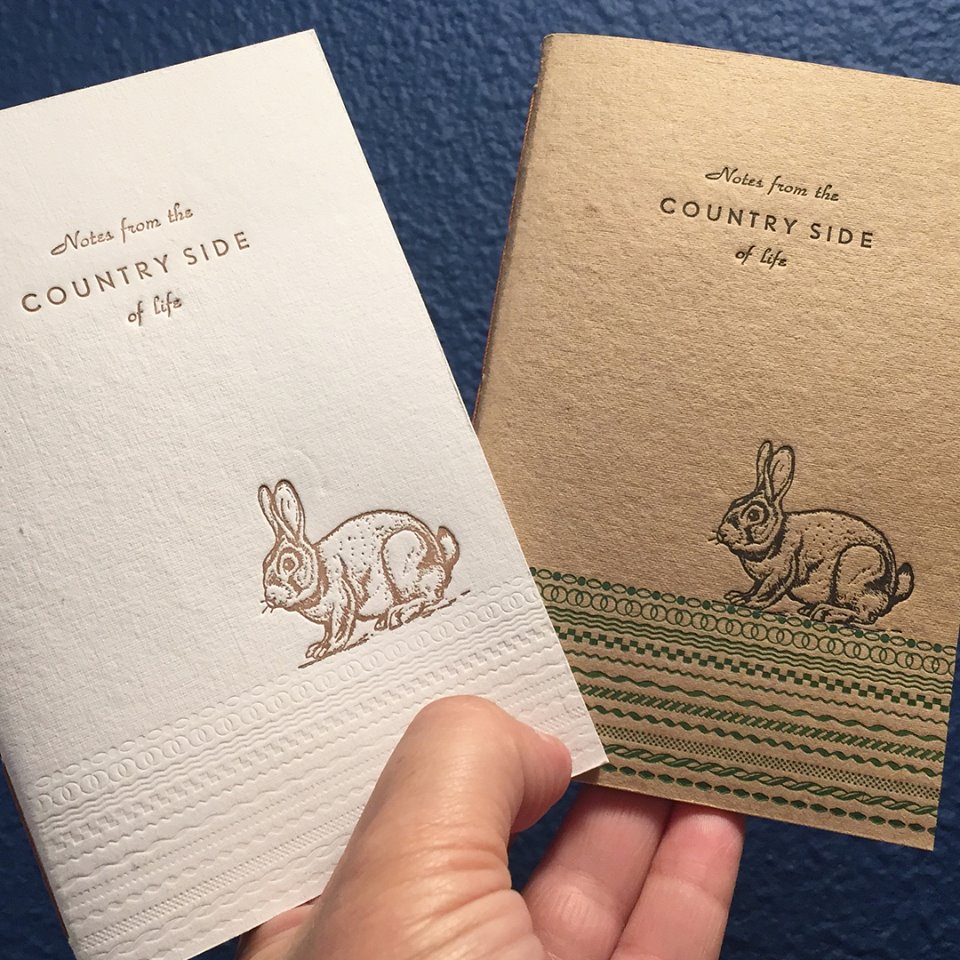 Notes from the
COUNTRY SIDE
of life
Notes from the
COUNTRY SIDE
of life